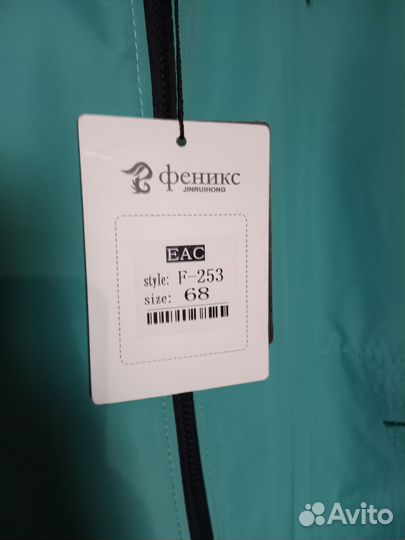 феникс
JINRUIHONG
EAC
style: F-253
size: 68
Avito